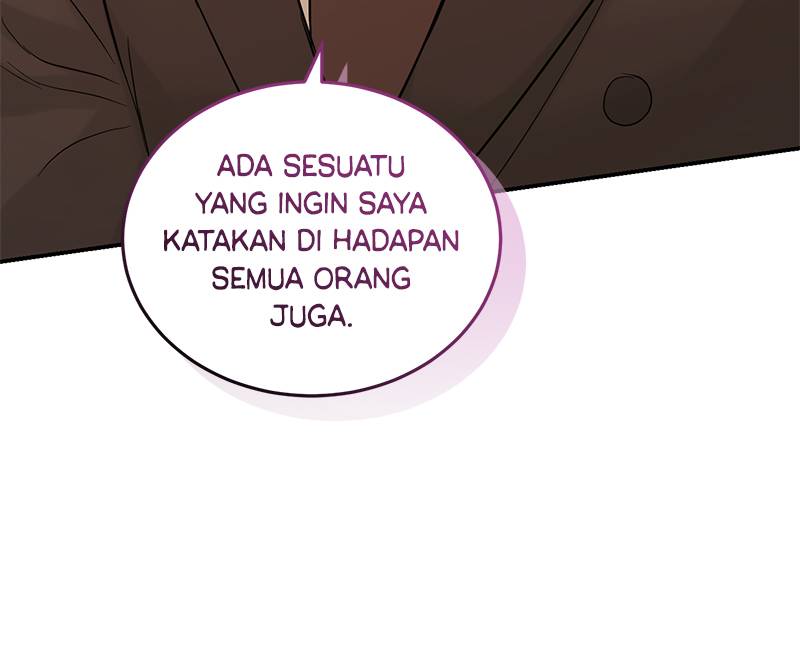 ADA SESUATU
YANG INGIN SAYA
KATAKAN DI HADAPAN
SEMUA ORANG
JUGA.